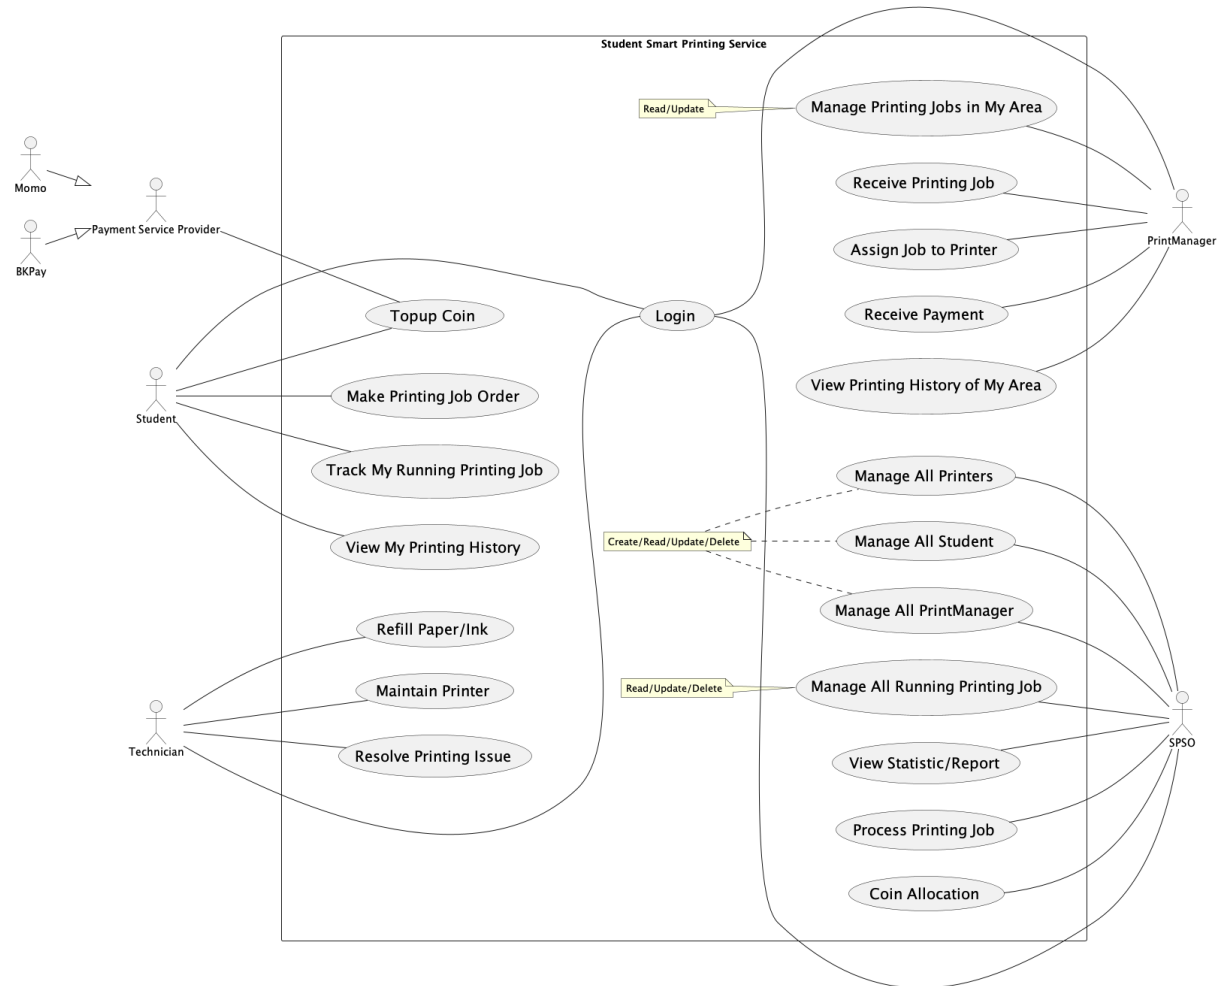 Student Smart Printing Service
Read/Update
Manage Printing Jobs in My Area
Momo
Receive Printing Job
Payment Service Provider
PrintManager
BKPay
Assign Job to Printer
Topup Coin
Login
Receive Payment
View Printing History of My Area
Make Printing Job Order
Student
Track My Running Printing Job
Manage All Printers
View My Printing History
Create/Read/Update/Delete
Manage All Student
Manage All PrintManager
Refill Paper/Ink
Maintain Printer
Read/Update/Delete
Manage All Running Printing Job
Technician
SPSO
Resolve Printing Issue
View Statistic/Report
Process Printing Job
Coin Allocation